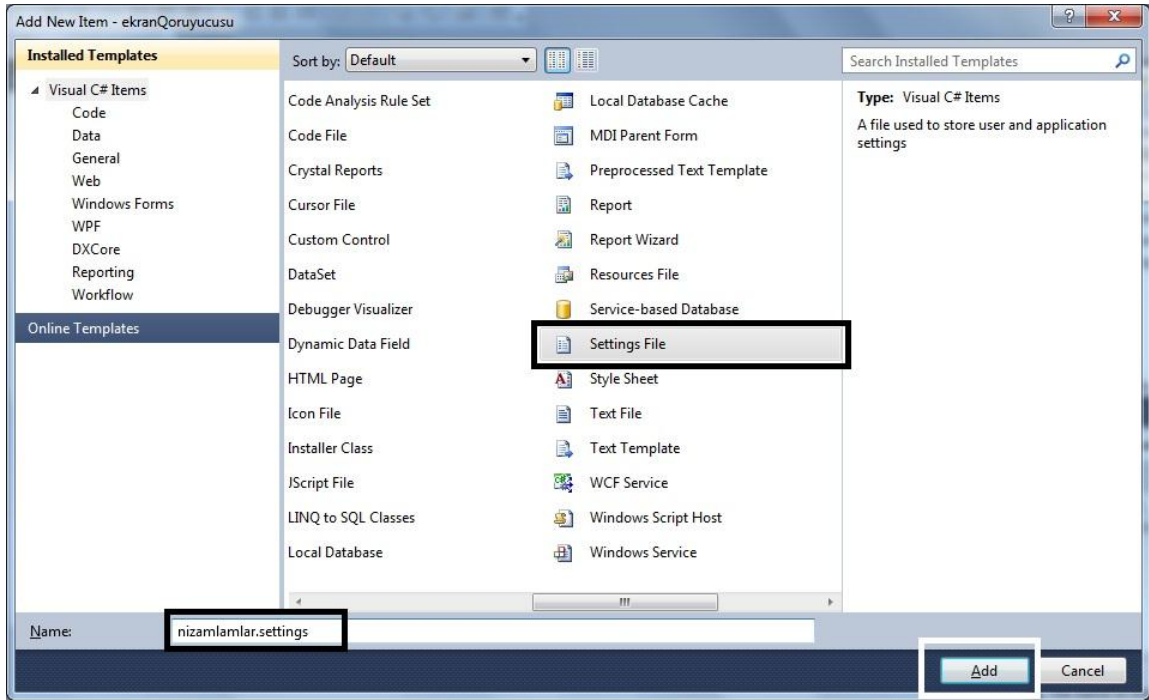 Add New Item - ekranQoruyucusu
Installed Templates
Visual C# Items
Code
Data
General
Web
Windows Forms
WPF
DXCore
Reporting
Workflow
Online Templates
Sort by: Default
Code Analysis Rule Set
Code File
Crystal Reports
Cursor File
Custom Control
DataSet
Debugger Visualizer
Dynamic Data Field
HTML Page
Icon File
Installer Class
JScript File
LINQ to SQL Classes
Local Database
Local Database Cache
MDI Parent Form
Preprocessed Text Template
Report
Report Wizard
Resources File
Service-based Database
Settings File
Style Sheet
Text File
Text Template
WCF Service
Windows Script Host
Windows Service
Search Installed Templates
Type: Visual C# Items
A file used to store user and application
settings
Name: nizamlamlar.settings
Add Cancel